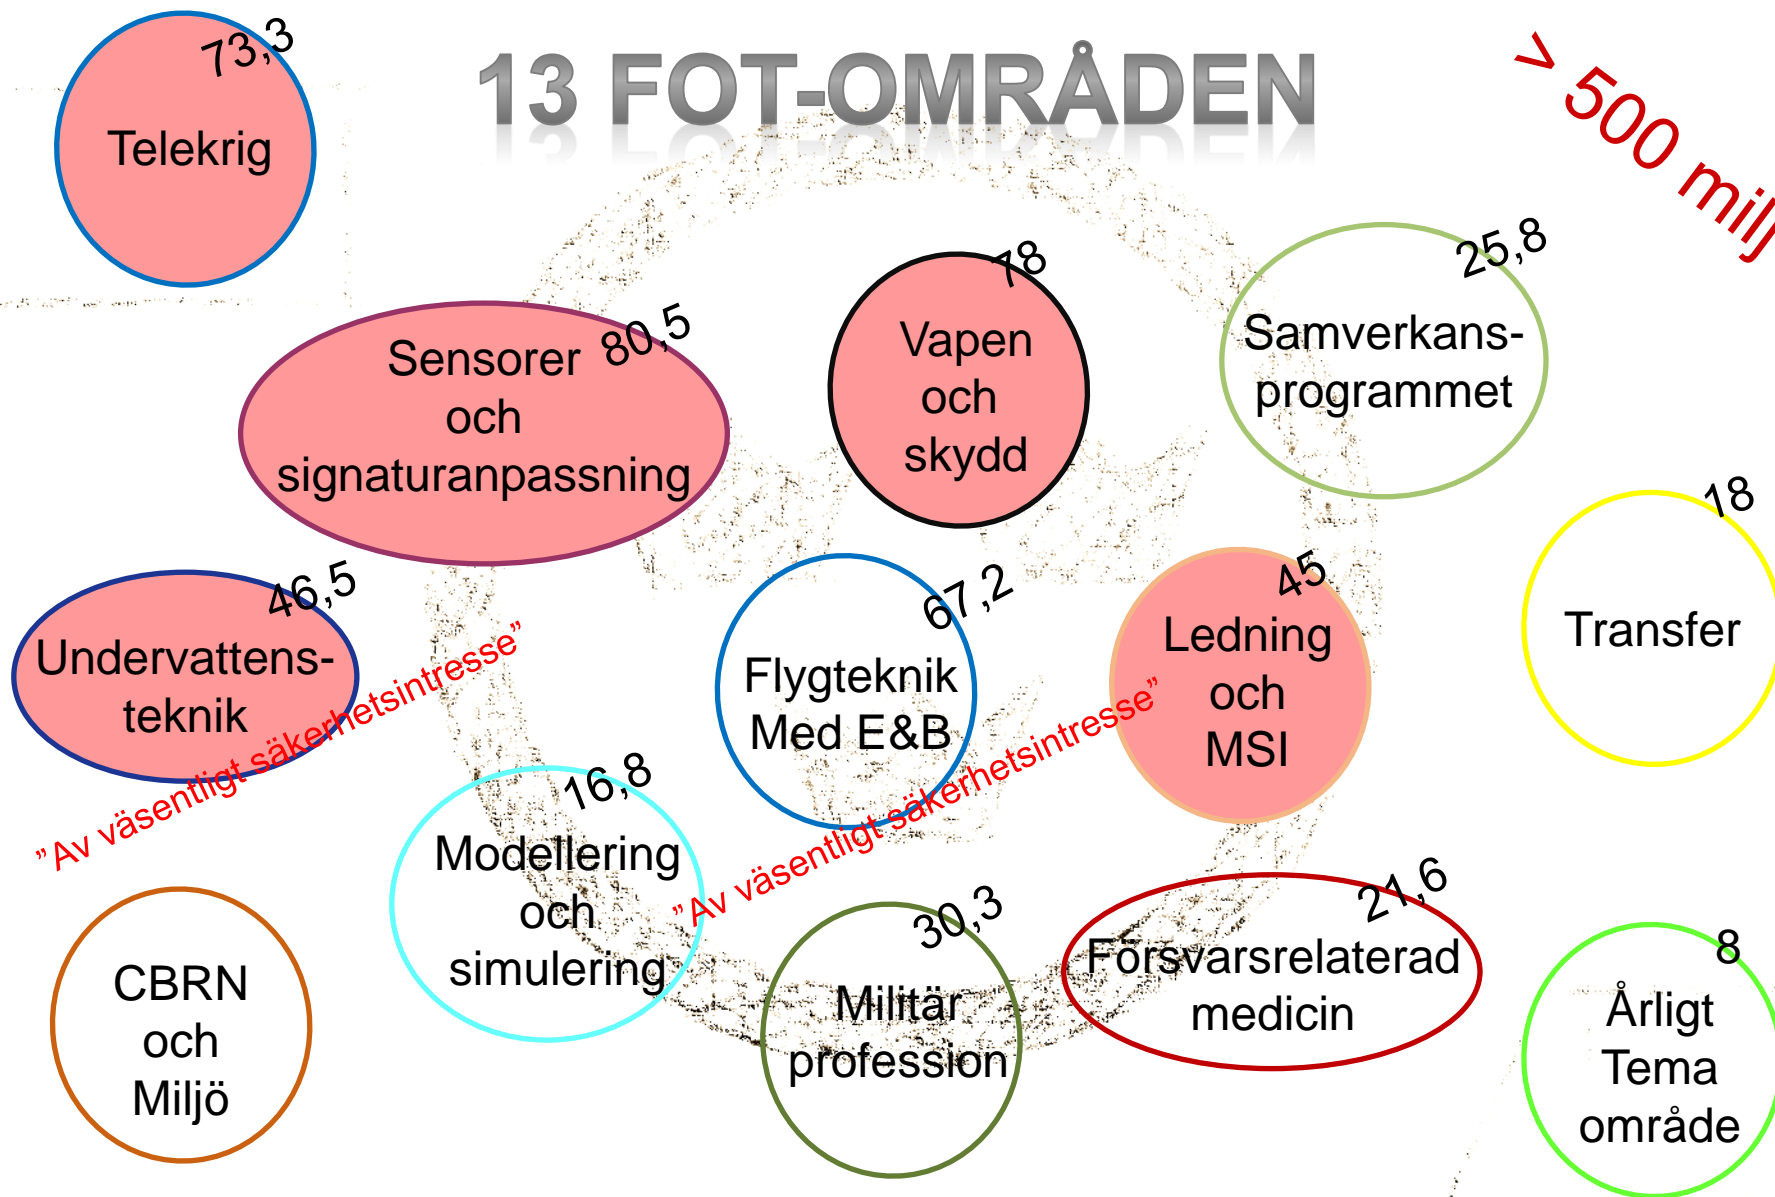 13 FOT-OMRÅDEN
> 500 milj
73,3
Telekrig
80,5
Sensorer
och
signaturanpassning
78
Vapen
och
skydd
25,8
Samverkans-
programmet
18
Transfer
46,5
Undervattens-
teknik
"Av väsentligt säkerhetsintresse"
67,2
Flygteknik
Med E&B
"Av väsentligt säkerhetsintresse"
45
Ledning
och
MSI
16,8
Modellering
och
simulering
CBRN
och
Miljö
30,3
Militär
profession
21,6
Försvarsrelaterad
medicin
8
Årligt
Tema
område